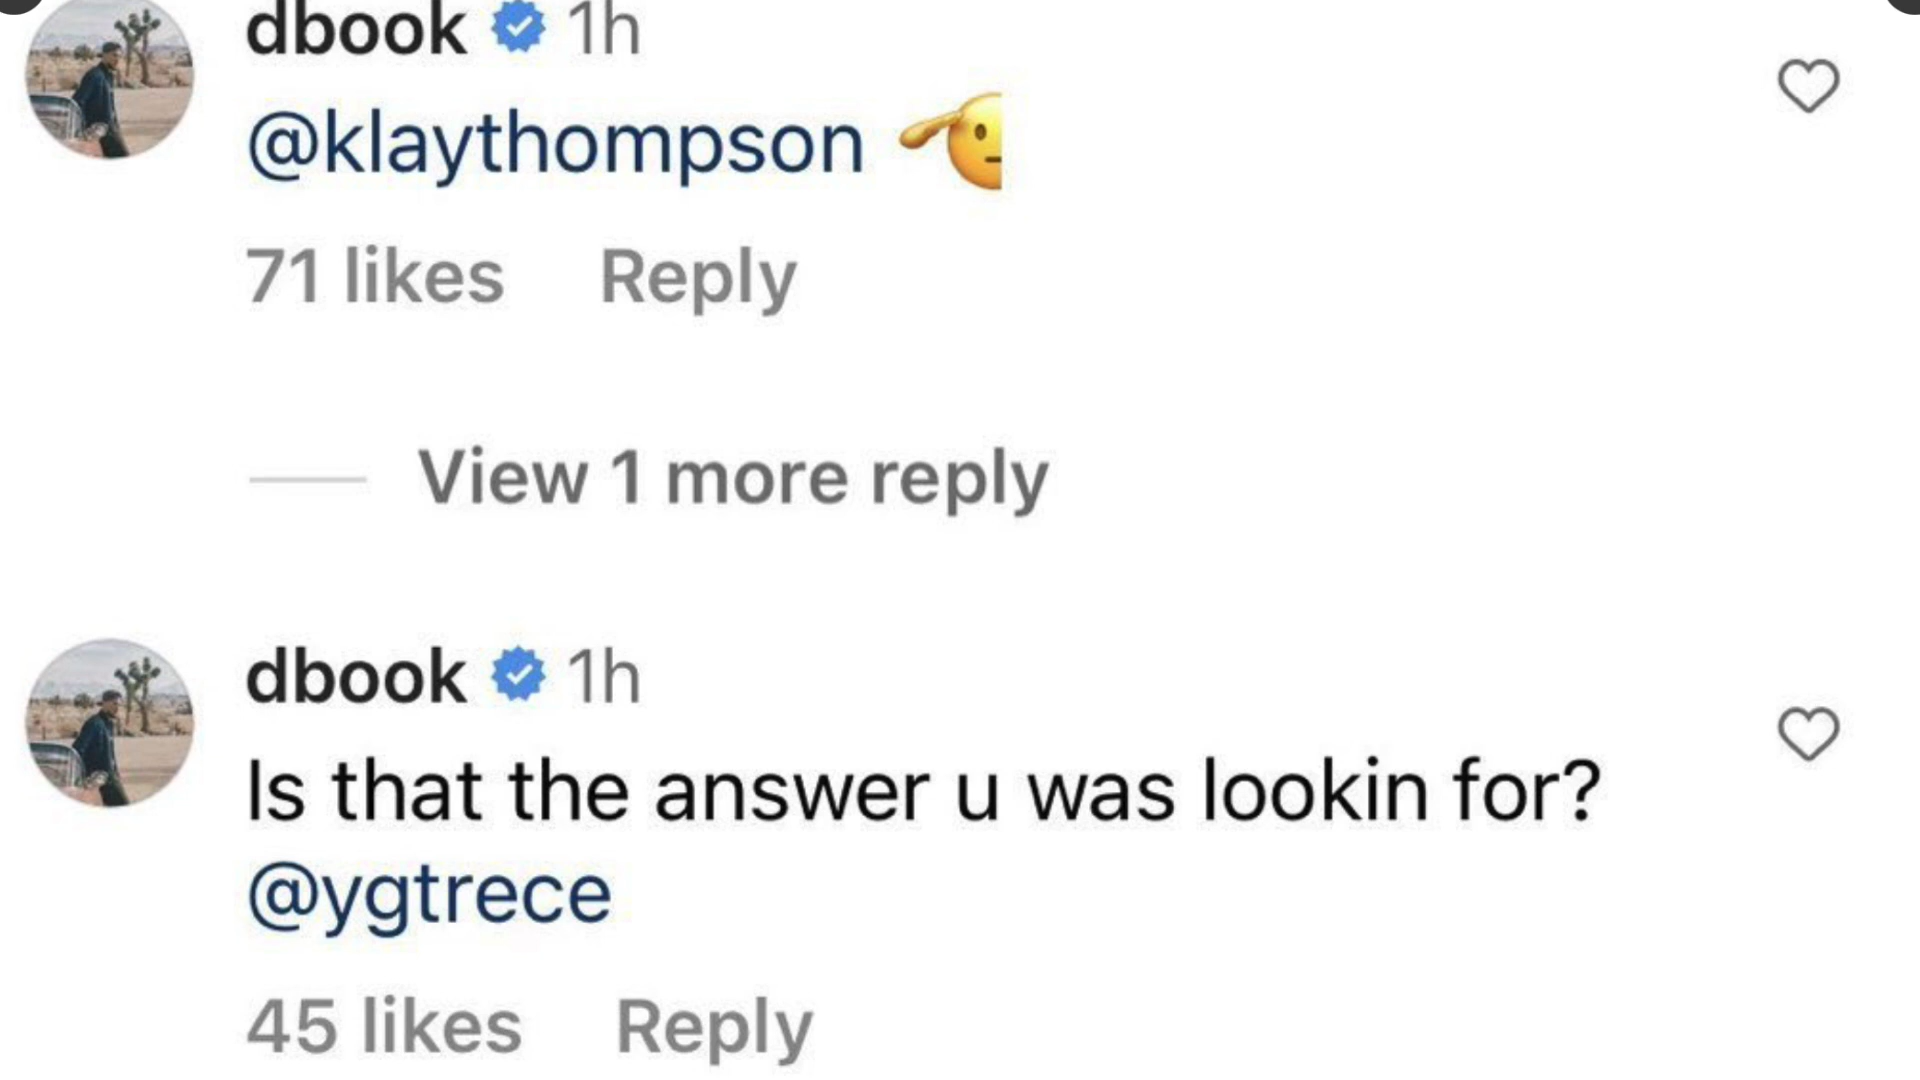 dbook 1h
@klaythompson
71 likes Reply
View 1 more reply
dbook 1h
Is that the answer u was lookin for?
@ygtrece
45 likes Reply